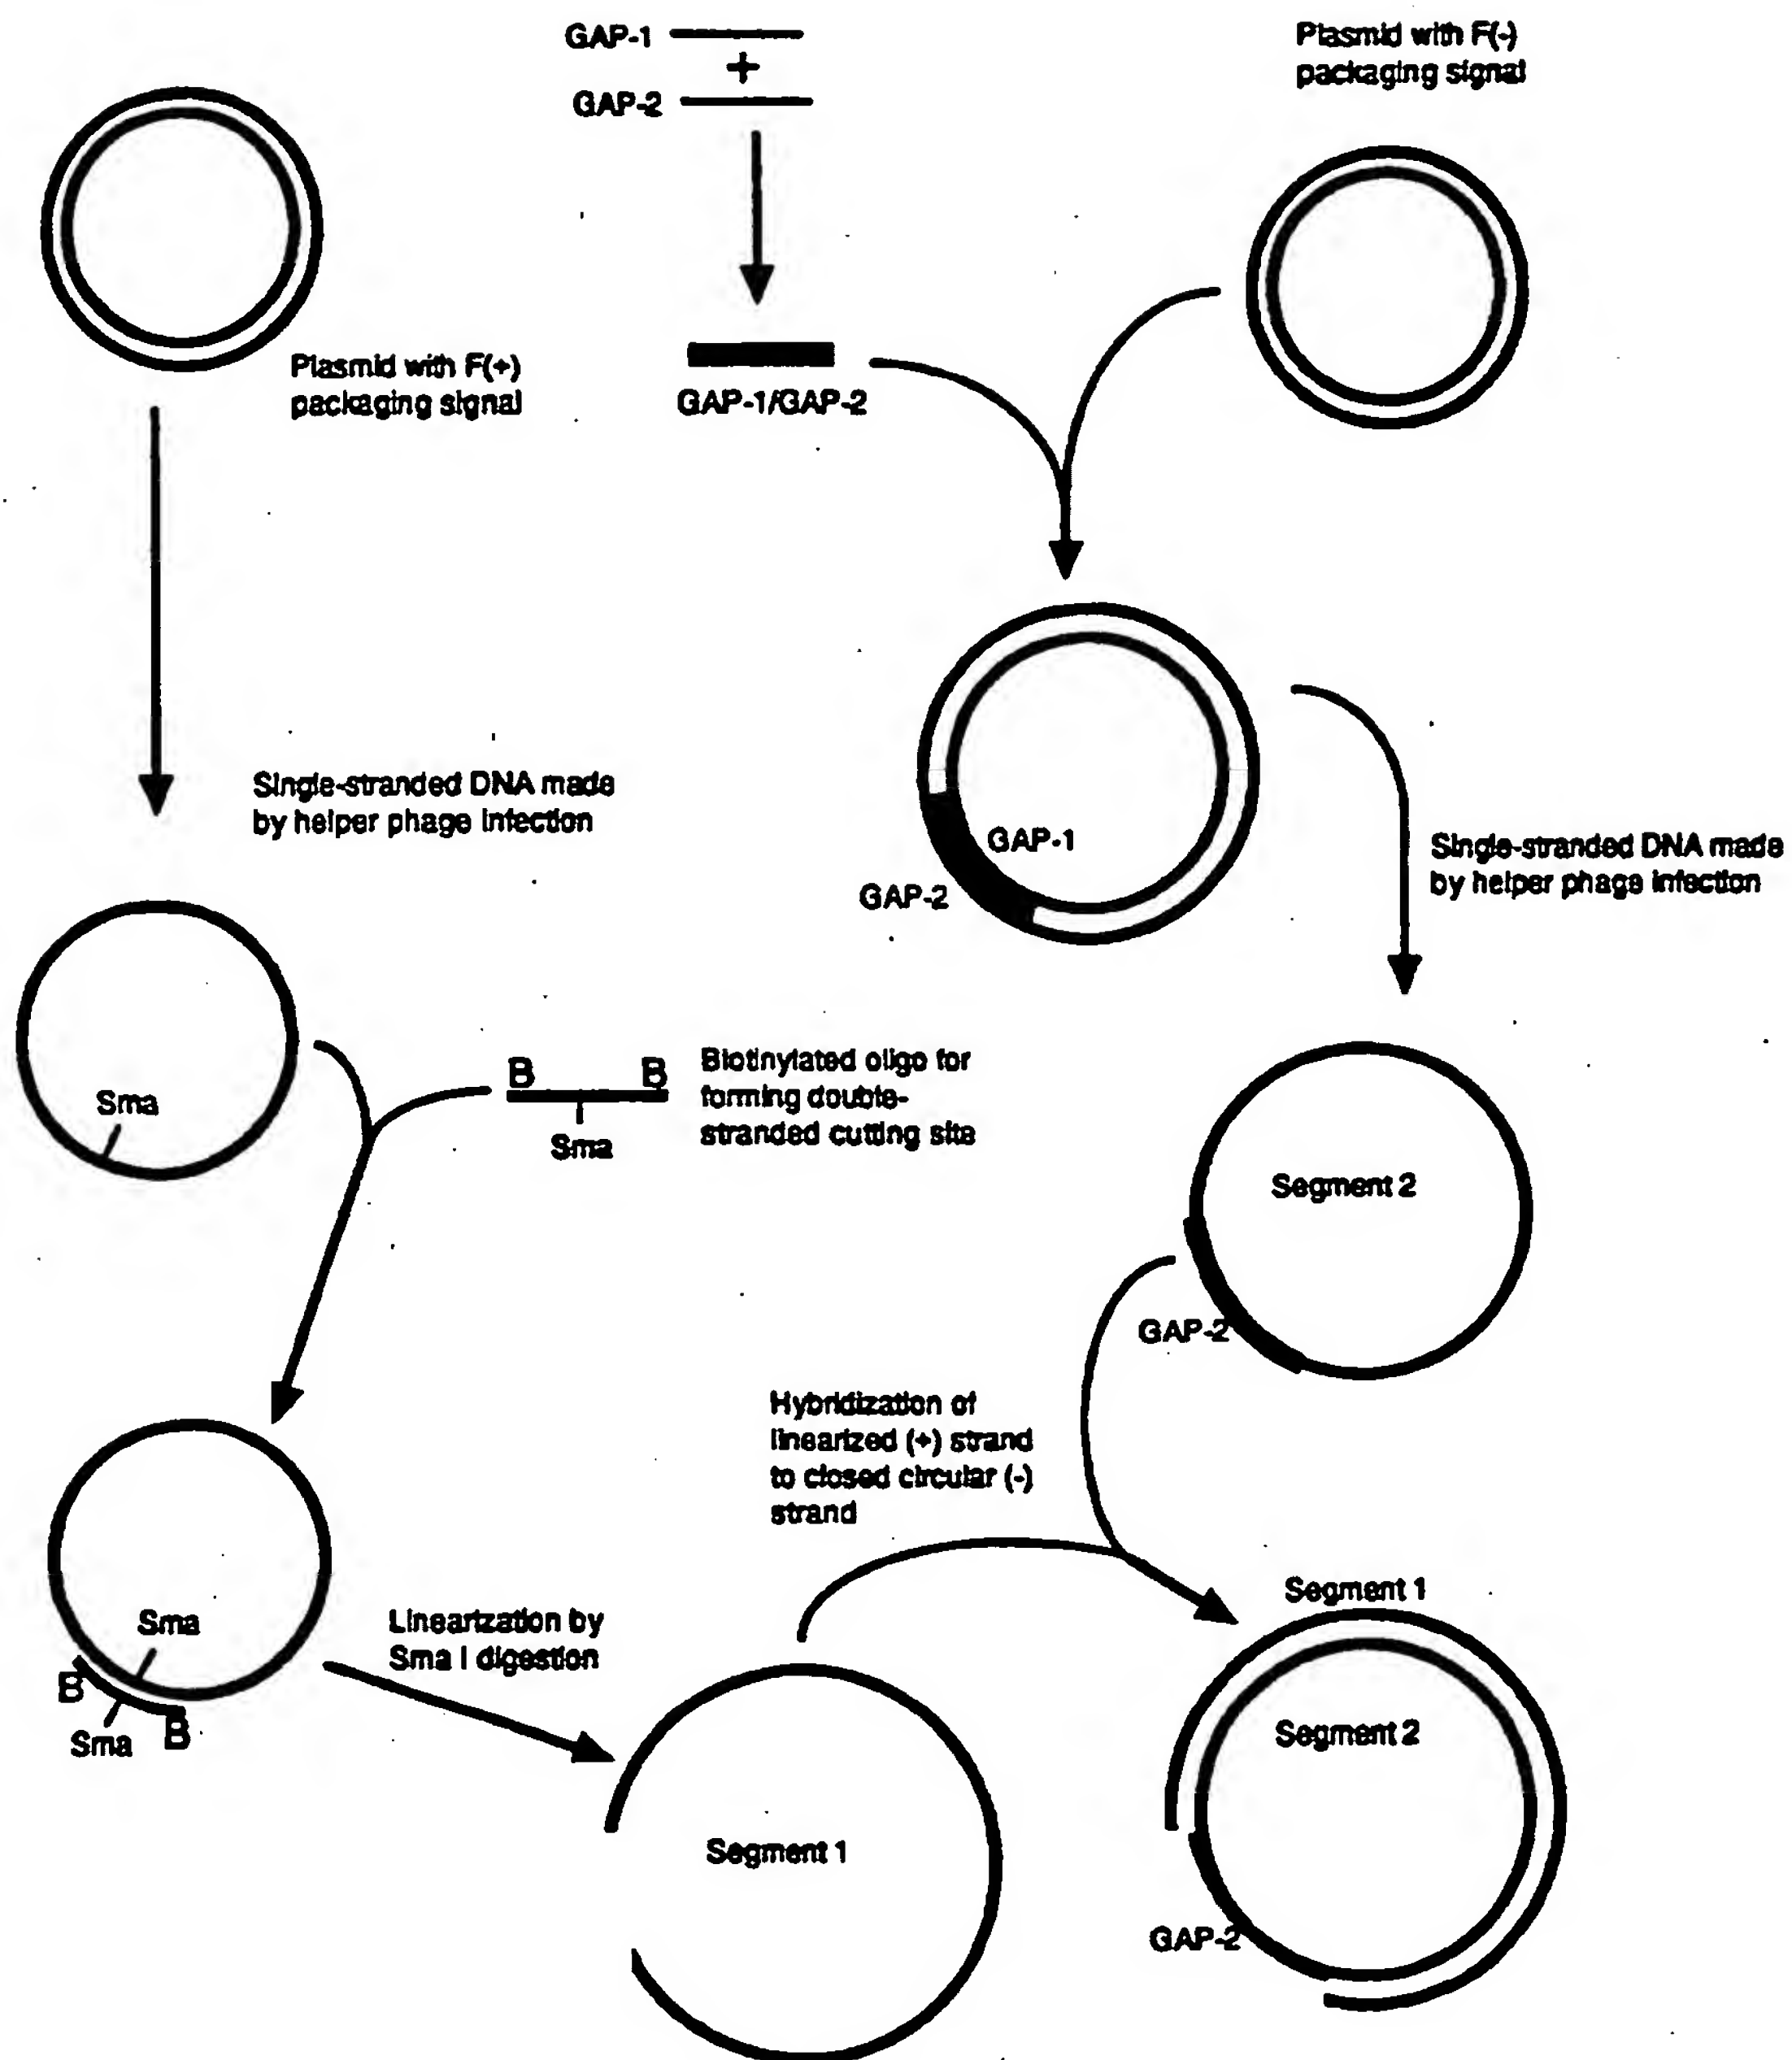 GAP-1
+
GAP-2
Plasmid with F(-)
packaging signal
Plasmid with F(+)
packaging signal
GAP-1/GAP-2
Single-stranded DNA made
by helper phage infection
GAP-1
GAP-2
Single-stranded DNA made
by helper phage infection
Sma
B B
Sma
Biotinylated oligo for
forming double-
stranded cutting site
Segment 2
GAP-2
Hybridization of
linearized (+) strand
to closed circular (-)
strand
Sma
B
Sma B
Linearization by
Sma I digestion
Segment 1
Segment 1
Segment 2
GAP-2